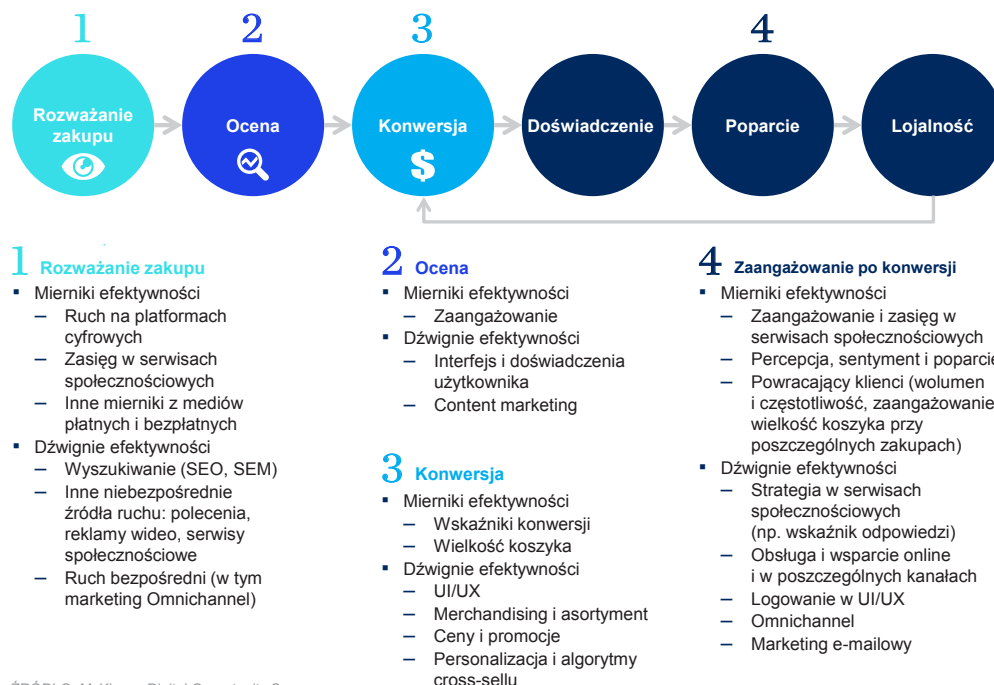 1
2
3
4
Rozważanie
zakupu
Ocena
Konwersja
$
Doświadczenie
Poparcie
Lojalność
1 Rozważanie zakupu
▪ Mierniki efektywności
– Ruch na platformach
cyfrowych
– Zasięg w serwisach
społecznościowych
– Inne mierniki z mediów
płatnych i bezpłatnych
▪ Dźwignie efektywności
– Wyszukiwanie (SEO, SEM)
– Inne niebezpośrednie
źródła ruchu: polecenia,
reklamy wideo, serwisy
społecznościowe
– Ruch bezpośredni (w tym
marketing Omnichannel)
2 Ocena
▪ Mierniki efektywności
– Zaangażowanie
▪ Dźwignie efektywności
– Interfejs i doświadczenia
użytkownika
– Content marketing
3 Konwersja
▪ Mierniki efektywności
– Wskaźniki konwersji
– Wielkość koszyka
▪ Dźwignie efektywności
– UI/UX
– Merchandising i asortyment
– Ceny i promocje
– Personalizacja i algorytmy
cross-sellu
4 Zaangażowanie po konwersji
▪ Mierniki efektywności
– Zaangażowanie i zasięg w
serwisach społecznościowych
– Percepcja, sentyment i poparcie
– Powracający klienci (wolumen
i częstotliwość, zaangażowanie
wielkość koszyka przy
poszczególnych zakupach)
▪ Dźwignie efektywności
– Strategia w serwisach
społecznościowych
(np. wskaźnik odpowiedzi)
– Obsługa i wsparcie online
i w poszczególnych kanałach
– Logowanie w UI/UX
– Omnichannel
– Marketing e-mailowy